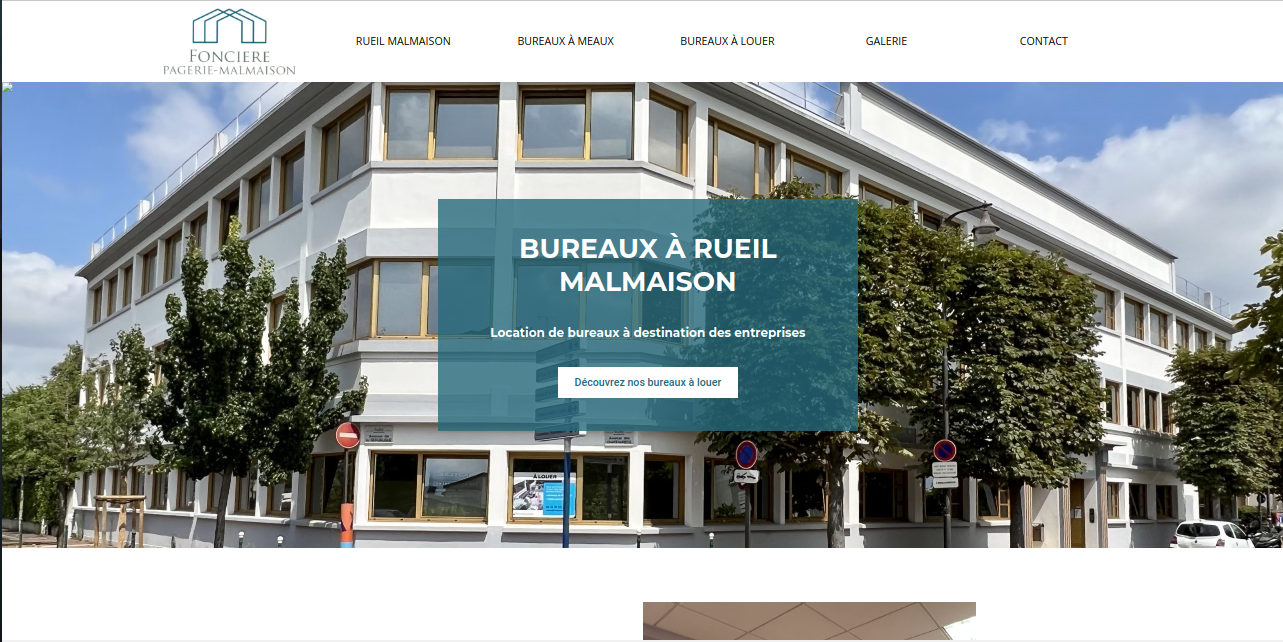 FONCIERE
PAGERIE-MALMAISON
RUEIL MALMAISON
BUREAUX À MEAUX
BUREAUX À LOUER
GALERIE
CONTACT
BUREAUX À RUEIL
MALMAISON
Location de bureaux à destination des entreprises
Découvrez nos bureaux à louer
À LOUER